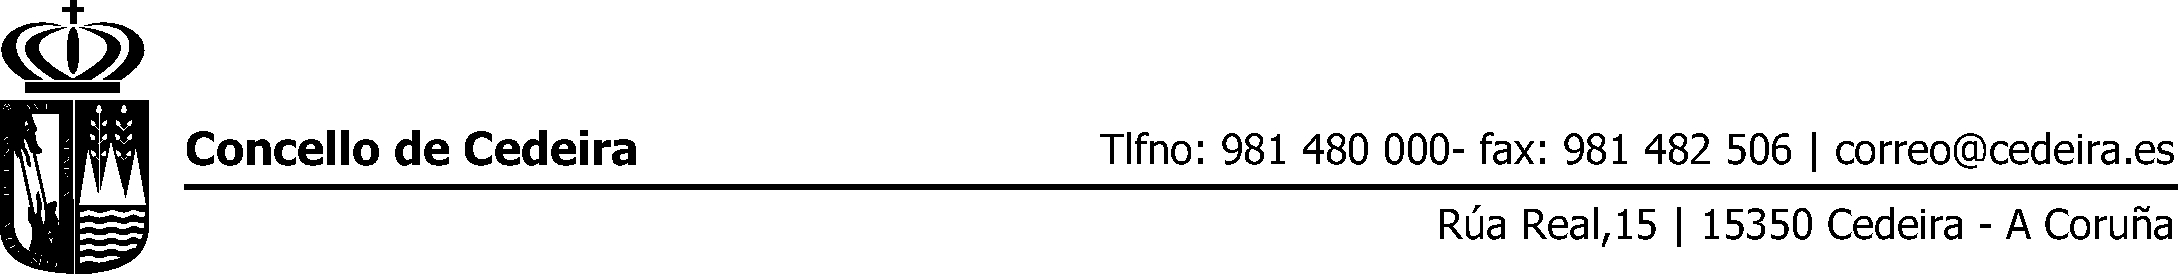 Concello de Cedeira
Tlfno: 981 480 000- fax: 981 482 506 | correo@cedeira.es
Rúa Real,15 | 15350 Cedeira - A Coruña